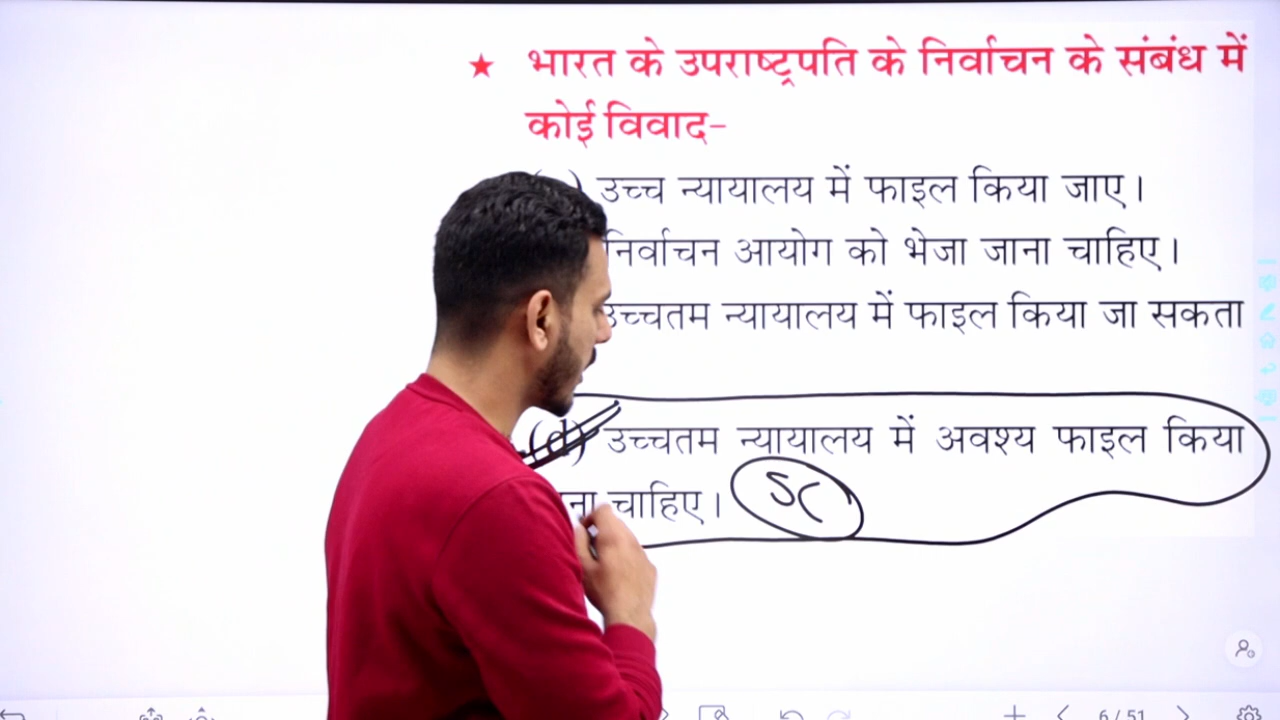 ★ भारत के उपराष्ट्रपति के निर्वाचन के संबंध में
कोई विवाद-
उच्च न्यायालय में फाइल किया जाए।
निर्वाचन आयोग को भेजा जाना चाहिए।
उच्चतम न्यायालय में फाइल किया जा सकता
(d) उच्चतम न्यायालय में अवश्य फाइल किया
चाहिए। SC
6/51